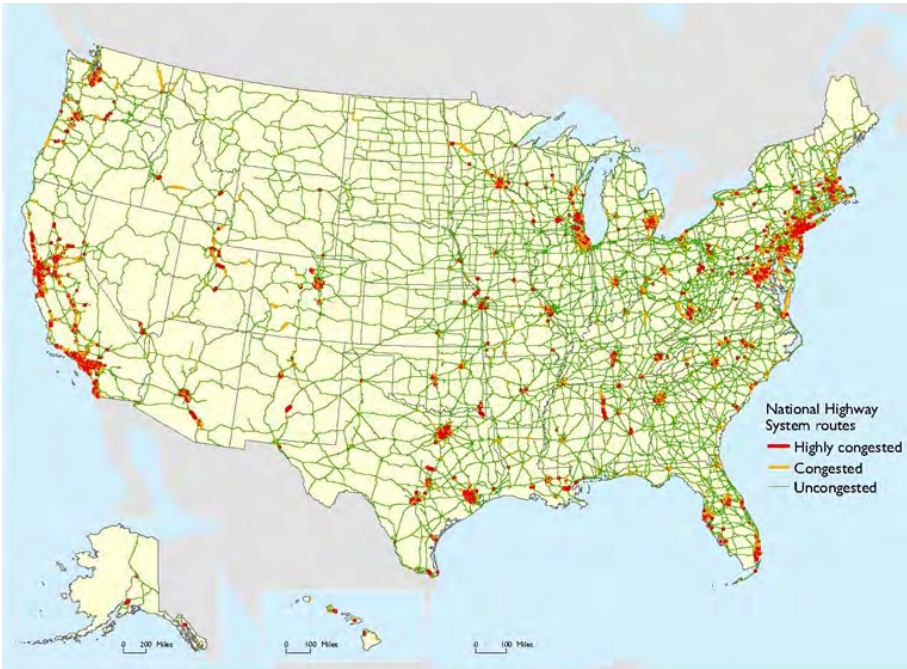 National Highway
System routes
Highly congested
Congested
Uncongested
0 200 Miles
0 100 Miles
0 100 Miles